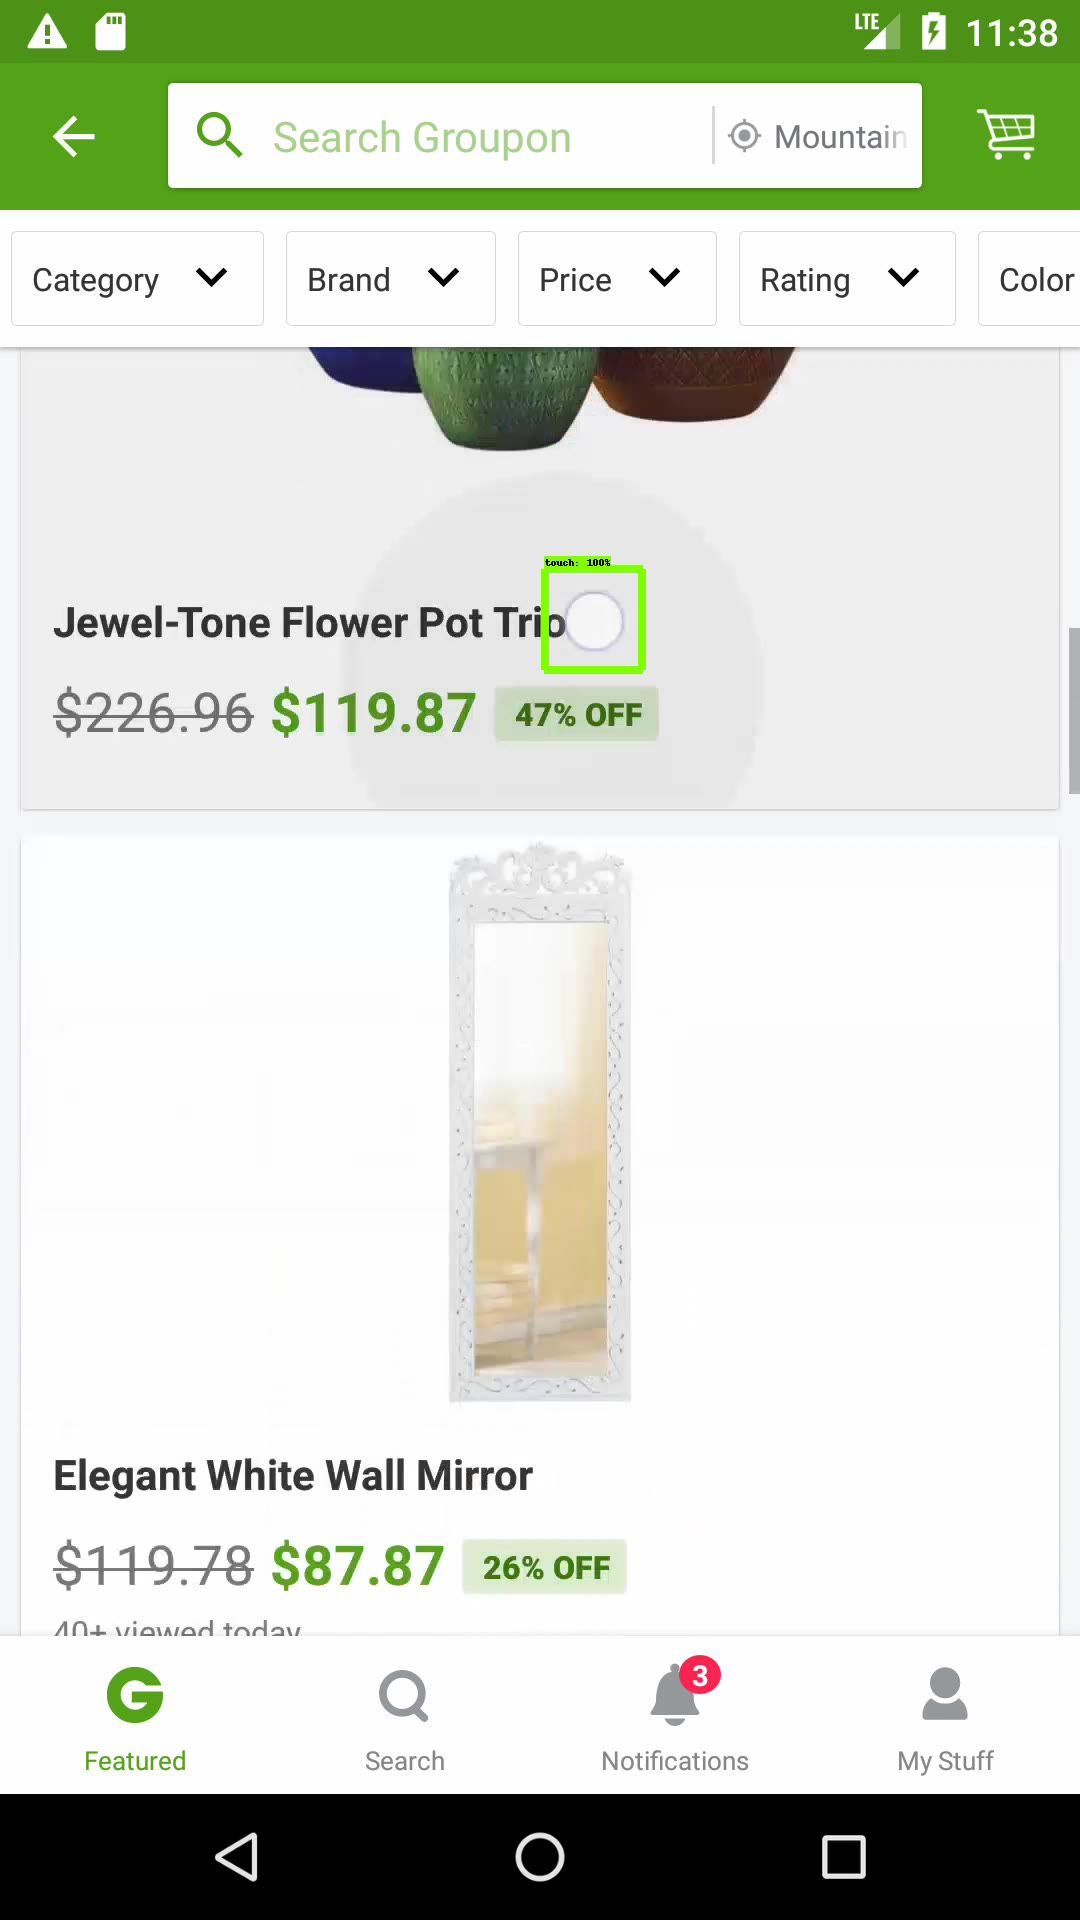 LTE 11:38
Search Groupon Mountain
Category Brand Price Rating Color
touch: 100%
Jewel-Tone Flower Pot Trio
$226.96 $119.87 47% OFF
Elegant White Wall Mirror
$119.78 $87.87 26% OFF
40+ viewed today
3
Featured Search Notifications My Stuff